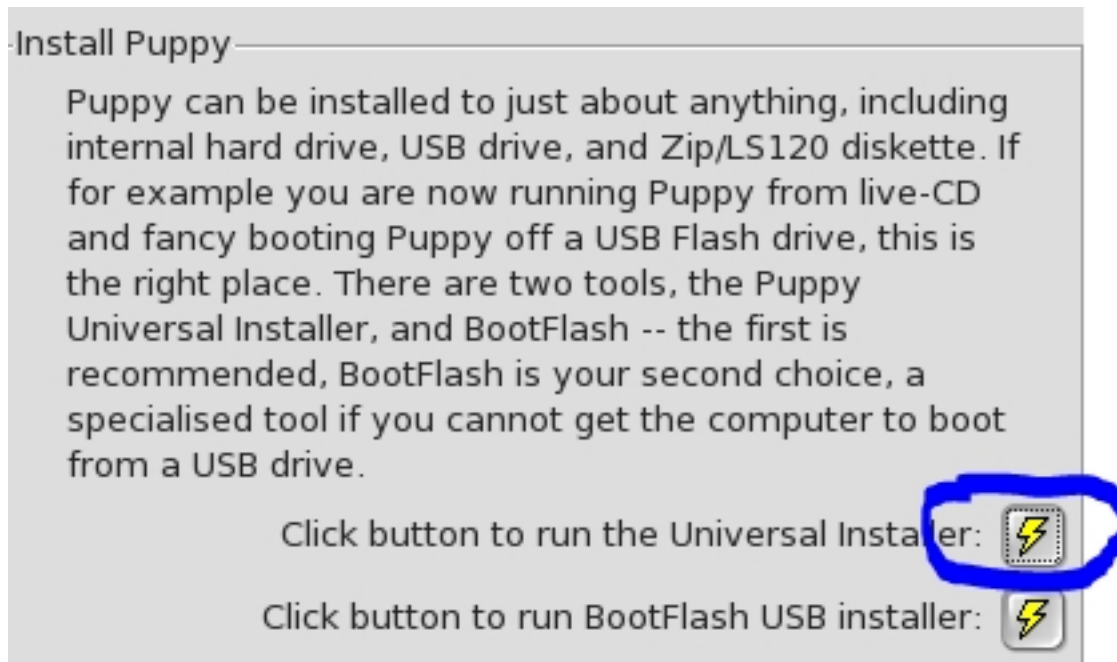 Install Puppy
Puppy can be installed to just about anything, including
internal hard drive, USB drive, and Zip/LS120 diskette. If
for example you are now running Puppy from live-CD
and fancy booting Puppy off a USB Flash drive, this is
the right place. There are two tools, the Puppy
Universal Installer, and BootFlash -- the first is
recommended, BootFlash is your second choice, a
specialised tool if you cannot get the computer to boot
from a USB drive.
Click button to run the Universal Installer:
Click button to run BootFlash USB installer: